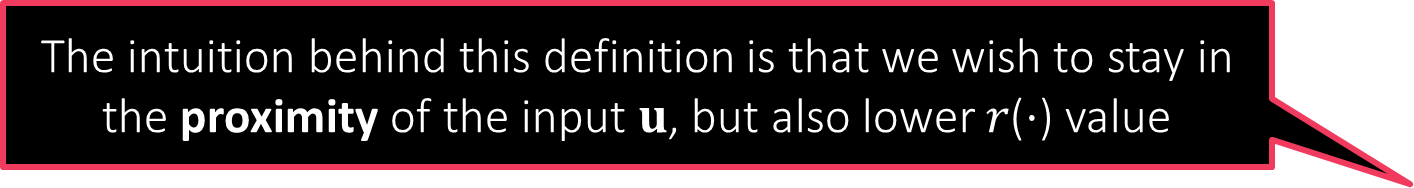 The intuition behind this definition is that we wish to stay in
the proximity of the input 𝐮, but also lower 𝑟(⋅) value